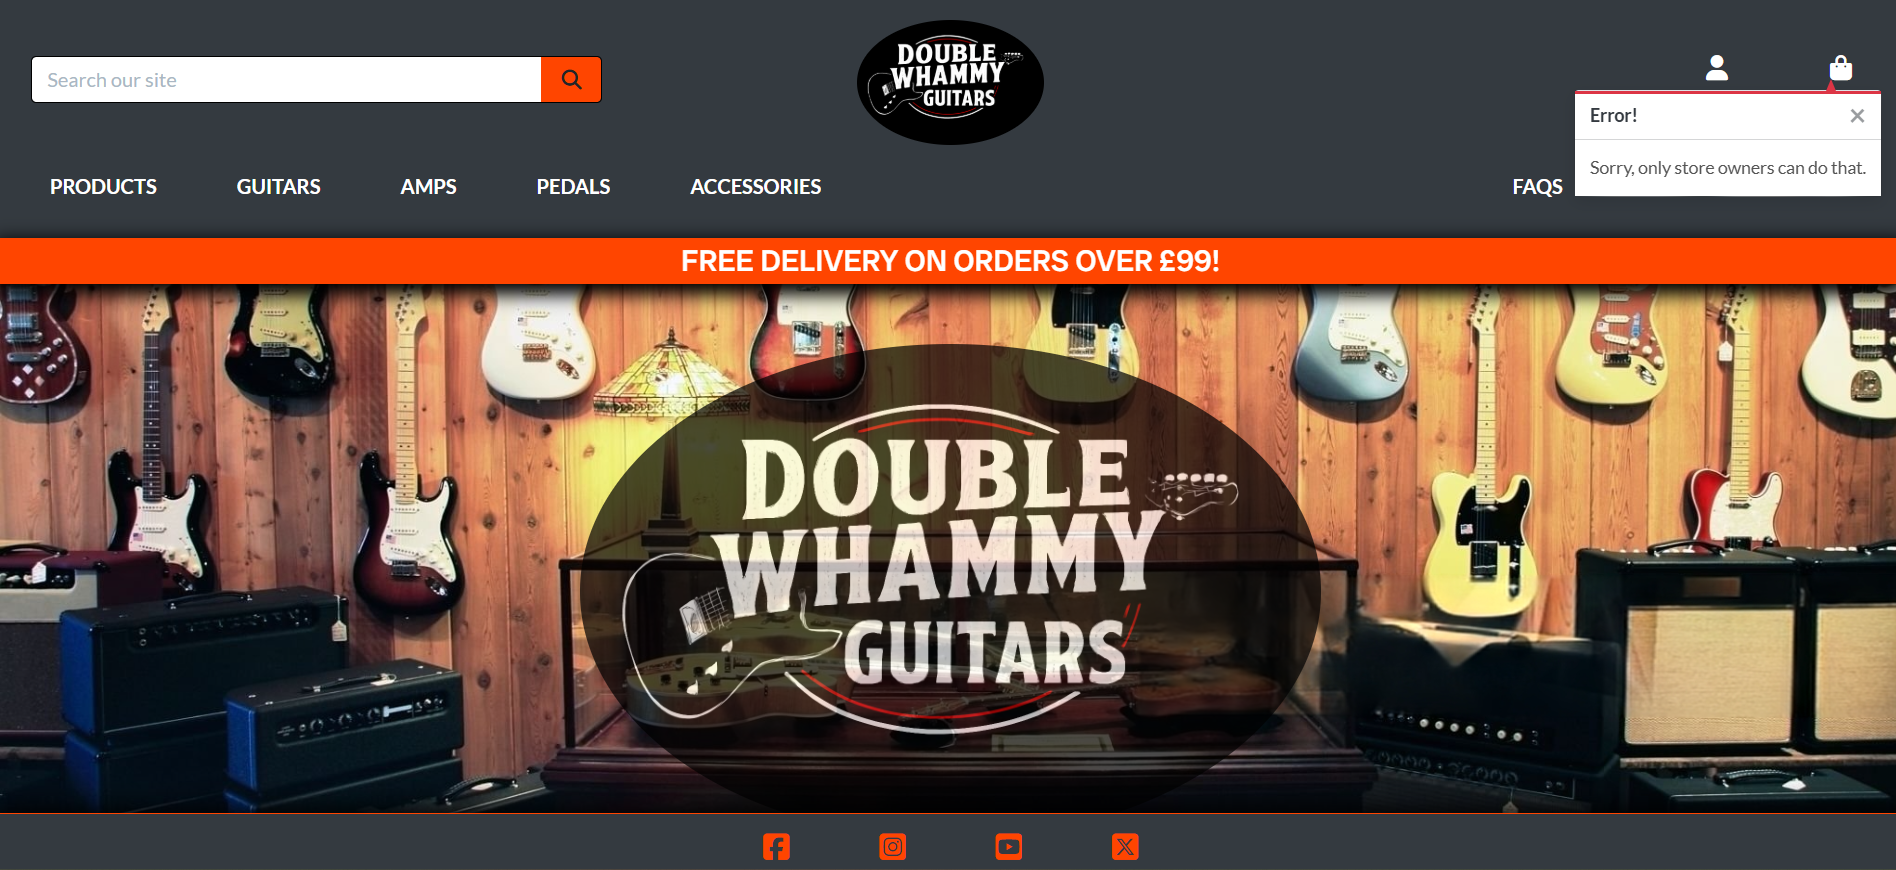 Search our site
DOUBLE
WHAMMY
GUITARS
Error!
Sorry, only store owners can do that.
PRODUCTS GUITARS AMPS PEDALS ACCESSORIES FAQS
FREE DELIVERY ON ORDERS OVER £99!
DOUBLE
WHAMMY
GUITARS